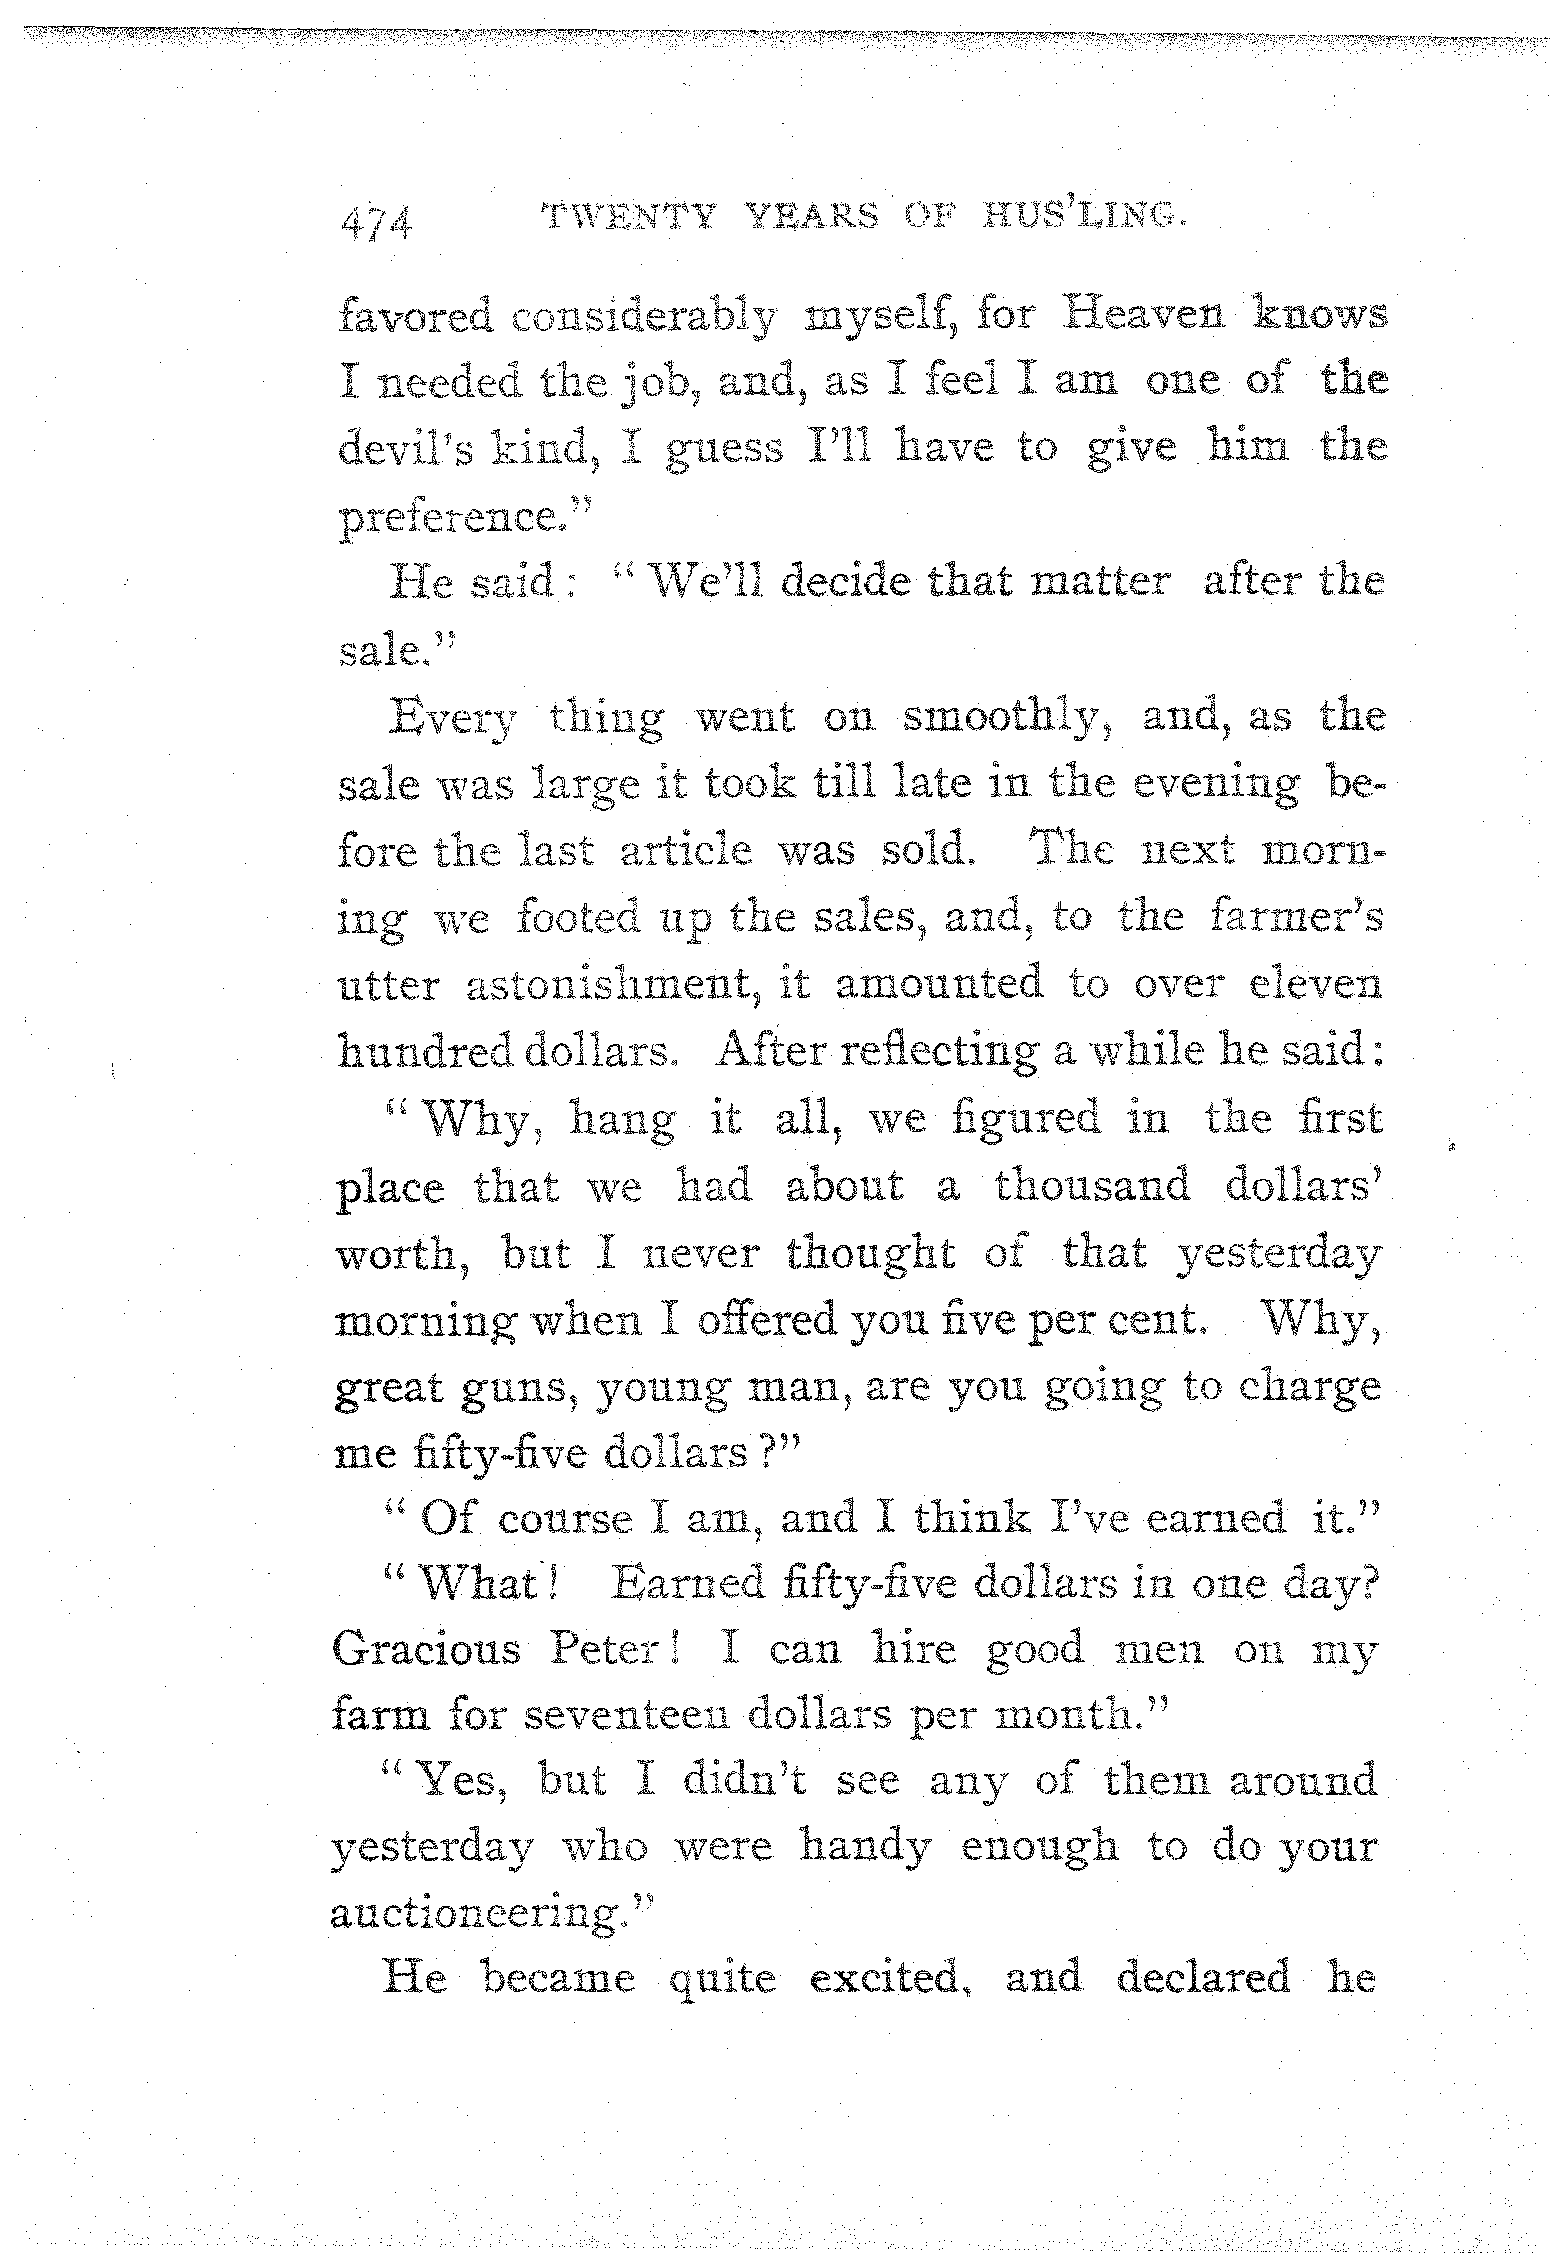 474 TWENTY YEARS OF HUS'LING.
favored considerably myself, for Heaven knows
I needed the job, and, as I feel I am one of the
devil's kind, I guess I'll have to give him the
preference."
He said: "We'll decide that matter after the
sale."
Every thing went on smoothly, and, as the
sale was large it took till late in the evening be-
fore the last article was sold. The next morn-
ing we footed up the sales, and, to the farmer's
utter astonishment, it amounted to over eleven
hundred dollars. After reflecting a while he said:
"Why, hang it all, we figured in the first
place that we had about a thousand dollars'
worth, but I never thought of that yesterday
morning when I offered you five per cent. Why,
great guns, young man, are you going to charge
me fifty-five dollars?"
"Of course I am, and I think I've earned it."
"What! Earned fifty-five dollars in one day?
Gracious Peter! I can hire good men on my
farm for seventeen dollars per month."
"Yes, but I didn't see any of them around
yesterday who were handy enough to do your
auctioneering."
He became quite excited, and declared he